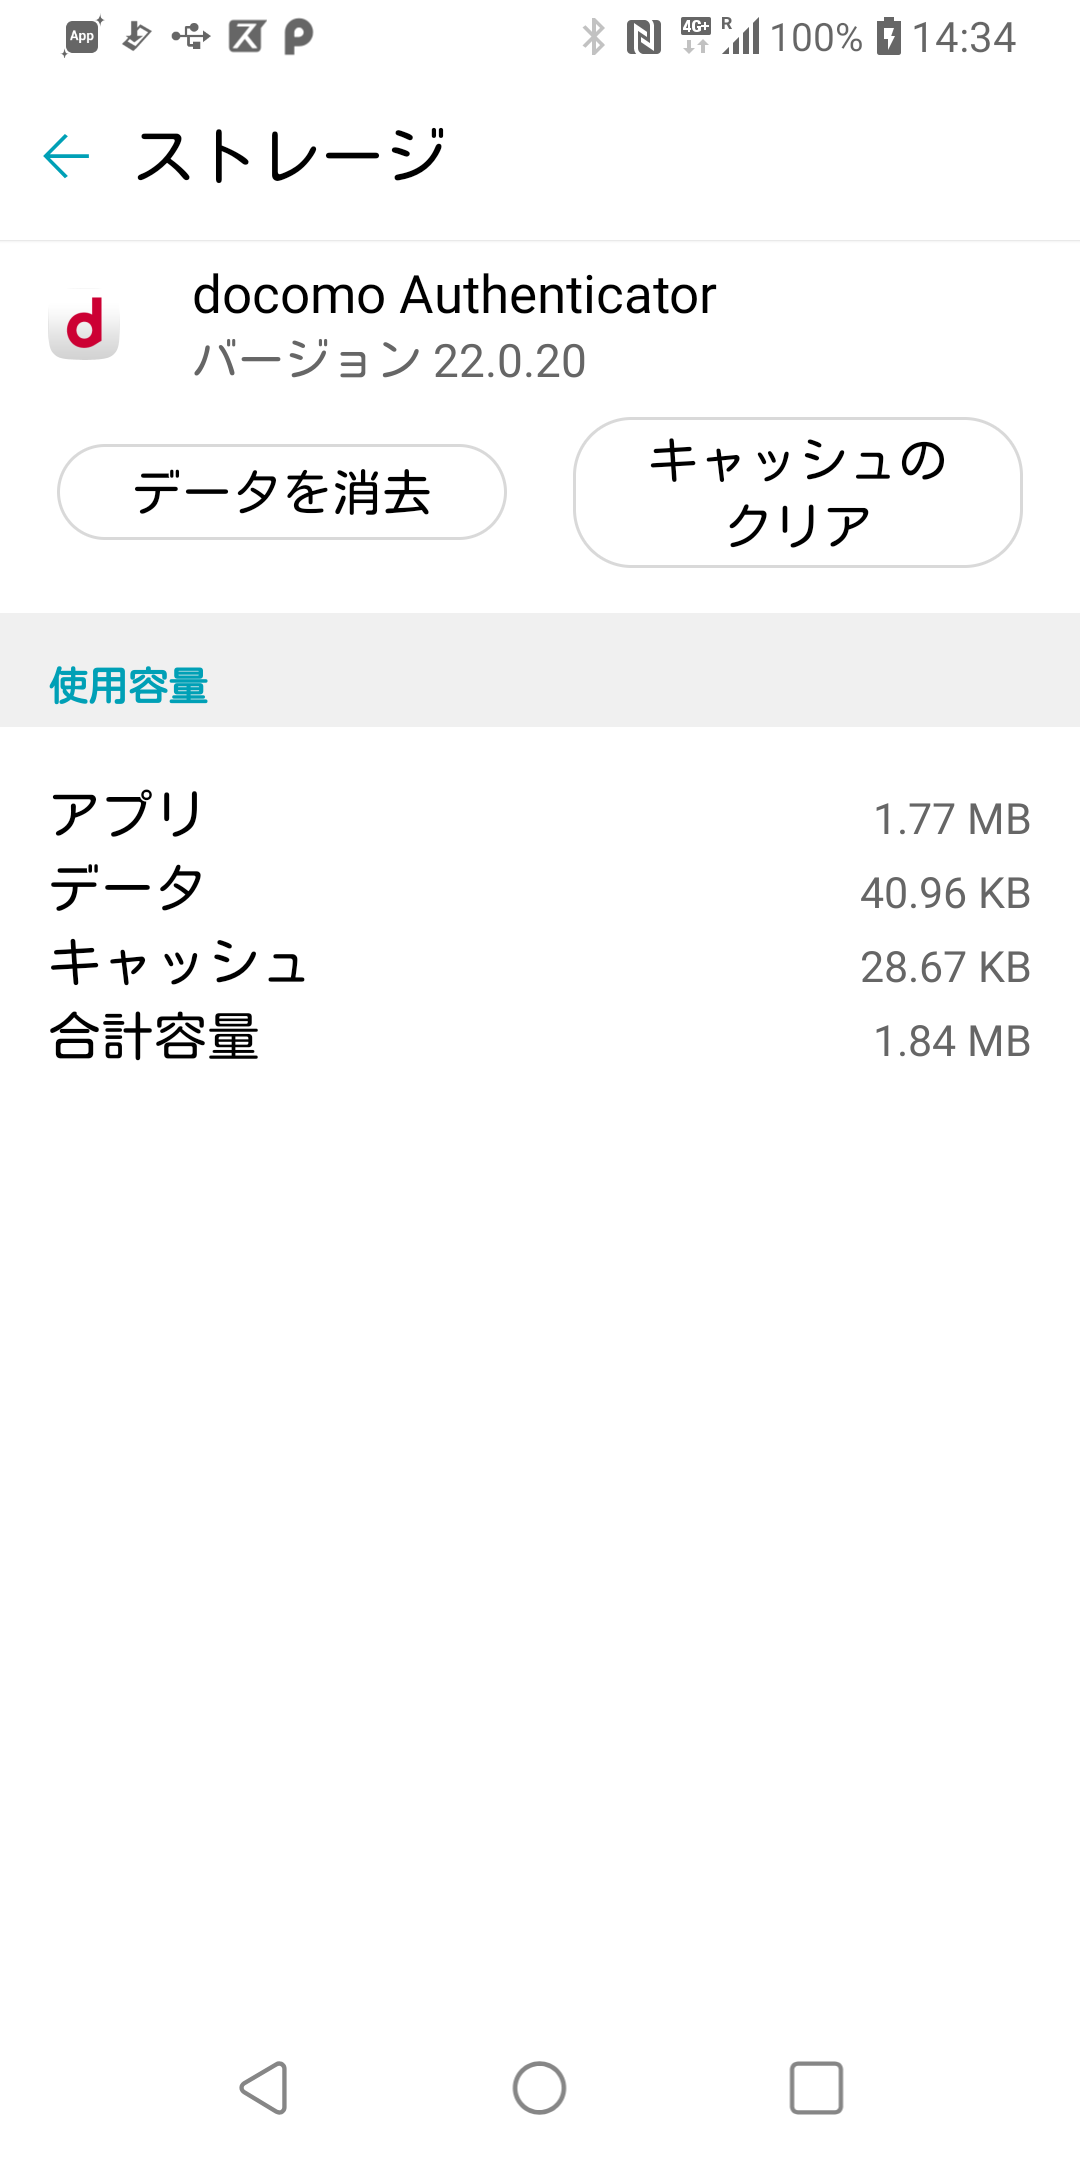 App
4G+ R 100% 14:34
ストレージ
docomo Authenticator
バージョン 22.0.20
データを消去
キャッシュの
クリア
使用容量
アプリ 1.77 MB
データ 40.96 KB
キャッシュ 28.67 KB
合計容量 1.84 MB